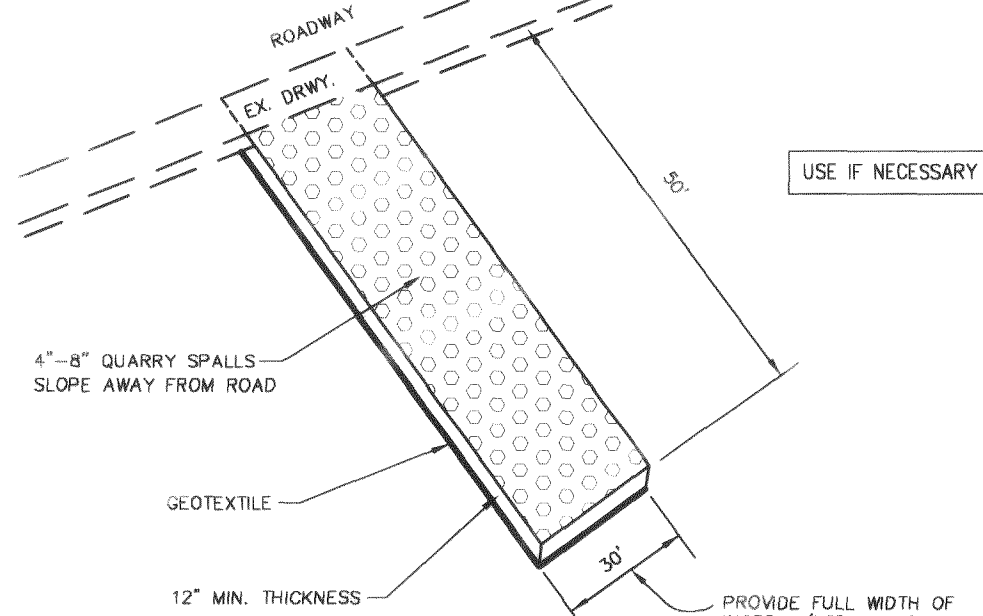 ROADWAY
EX. DRWY.
50'
USE IF NECESSARY
4"-8" QUARRY SPALLS
SLOPE AWAY FROM ROAD
GEOTEXTILE
30'
12" MIN. THICKNESS
PROVIDE FULL WIDTH OF